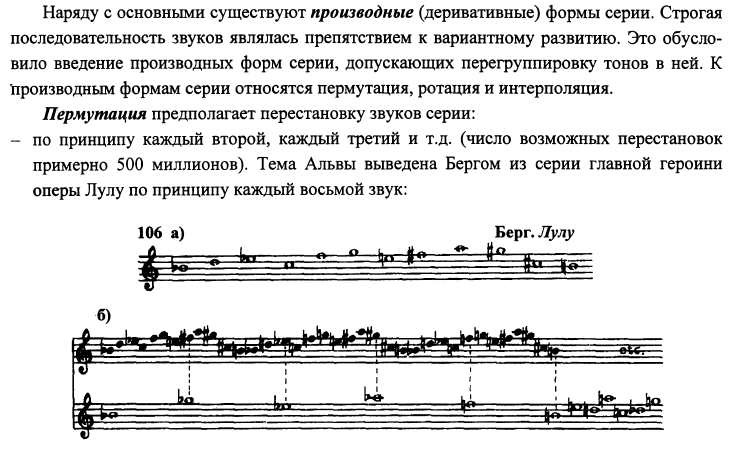 Наряду с основными существуют производные (деривативные) формы серии. Строгая
последовательность звуков являлась препятствием к вариантному развитию. Это обусло-
вило введение производных форм серии, допускающих перегруппировку тонов в ней. К
производным формам серии относятся пермутация, ротация и интерполяция.
Пермутация предполагает перестановку звуков серии:
– по принципу каждый второй, каждый третий и т.д. (число возможных перестановок
примерно 500 миллионов). Тема Альвы выведена Бергом из серии главной героини
оперы Лулу по принципу каждый восьмой звук:
106 а) Берг. Лулу
б)
etc.